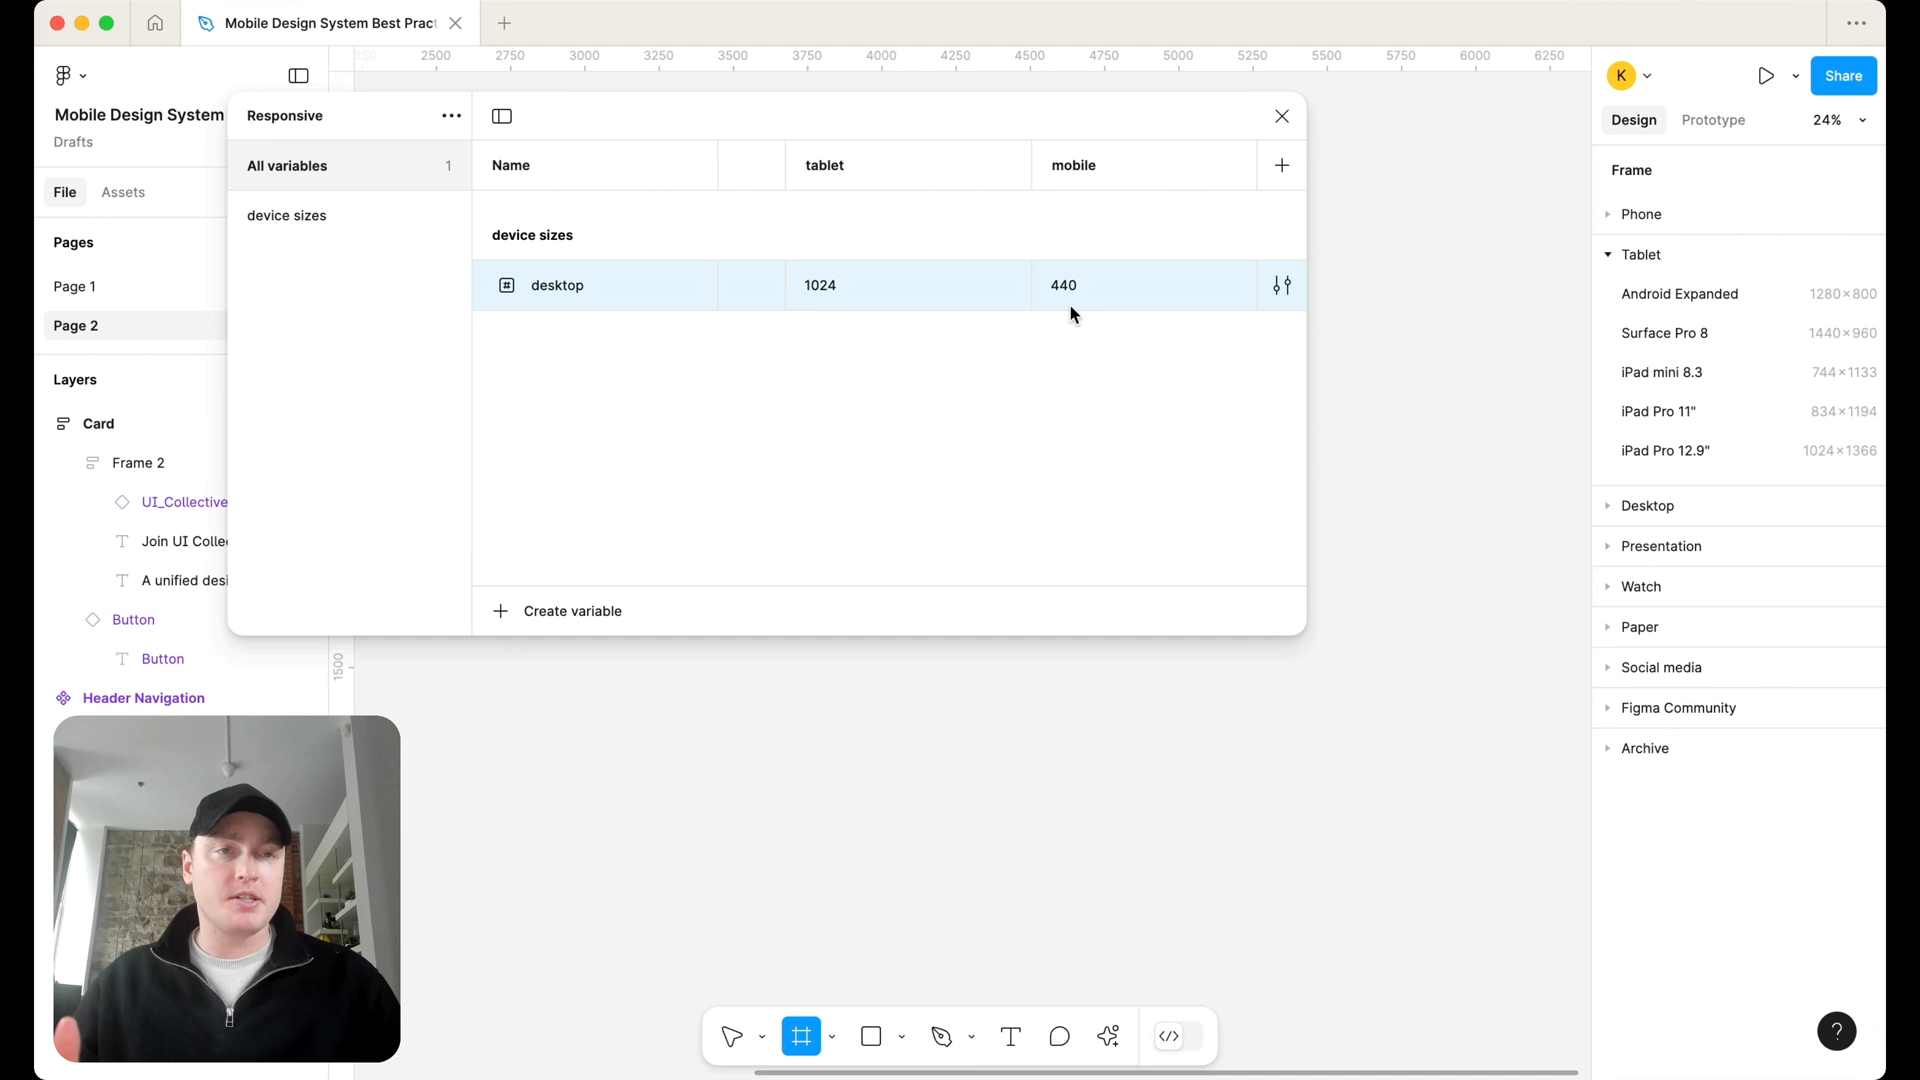 Mobile Design System Best Pract
250 2500 2750 3000 3250 3500 3750 4000 4250 4500 4750 5000 5250 5500 5750 6000 6250
K
Share
Mobile Design System
Drafts
Design Prototype 24%
File Assets
Pages
Page 1
Page 2
Layers
Card
Frame 2
UI_Collective
Join UI Colle
A unified desi
Button
Button
Header Navigation
Responsive
All variables 1
device sizes
Name tablet mobile
device sizes
desktop 1024 440
Create variable
1500
Frame
Phone
Tablet
Android Expanded 1280×800
Surface Pro 8 1440×960
iPad mini 8.3 744×1133
iPad Pro 11" 834×1194
iPad Pro 12.9" 1024×1366
Desktop
Presentation
Watch
Paper
Social media
Figma Community
Archive
?